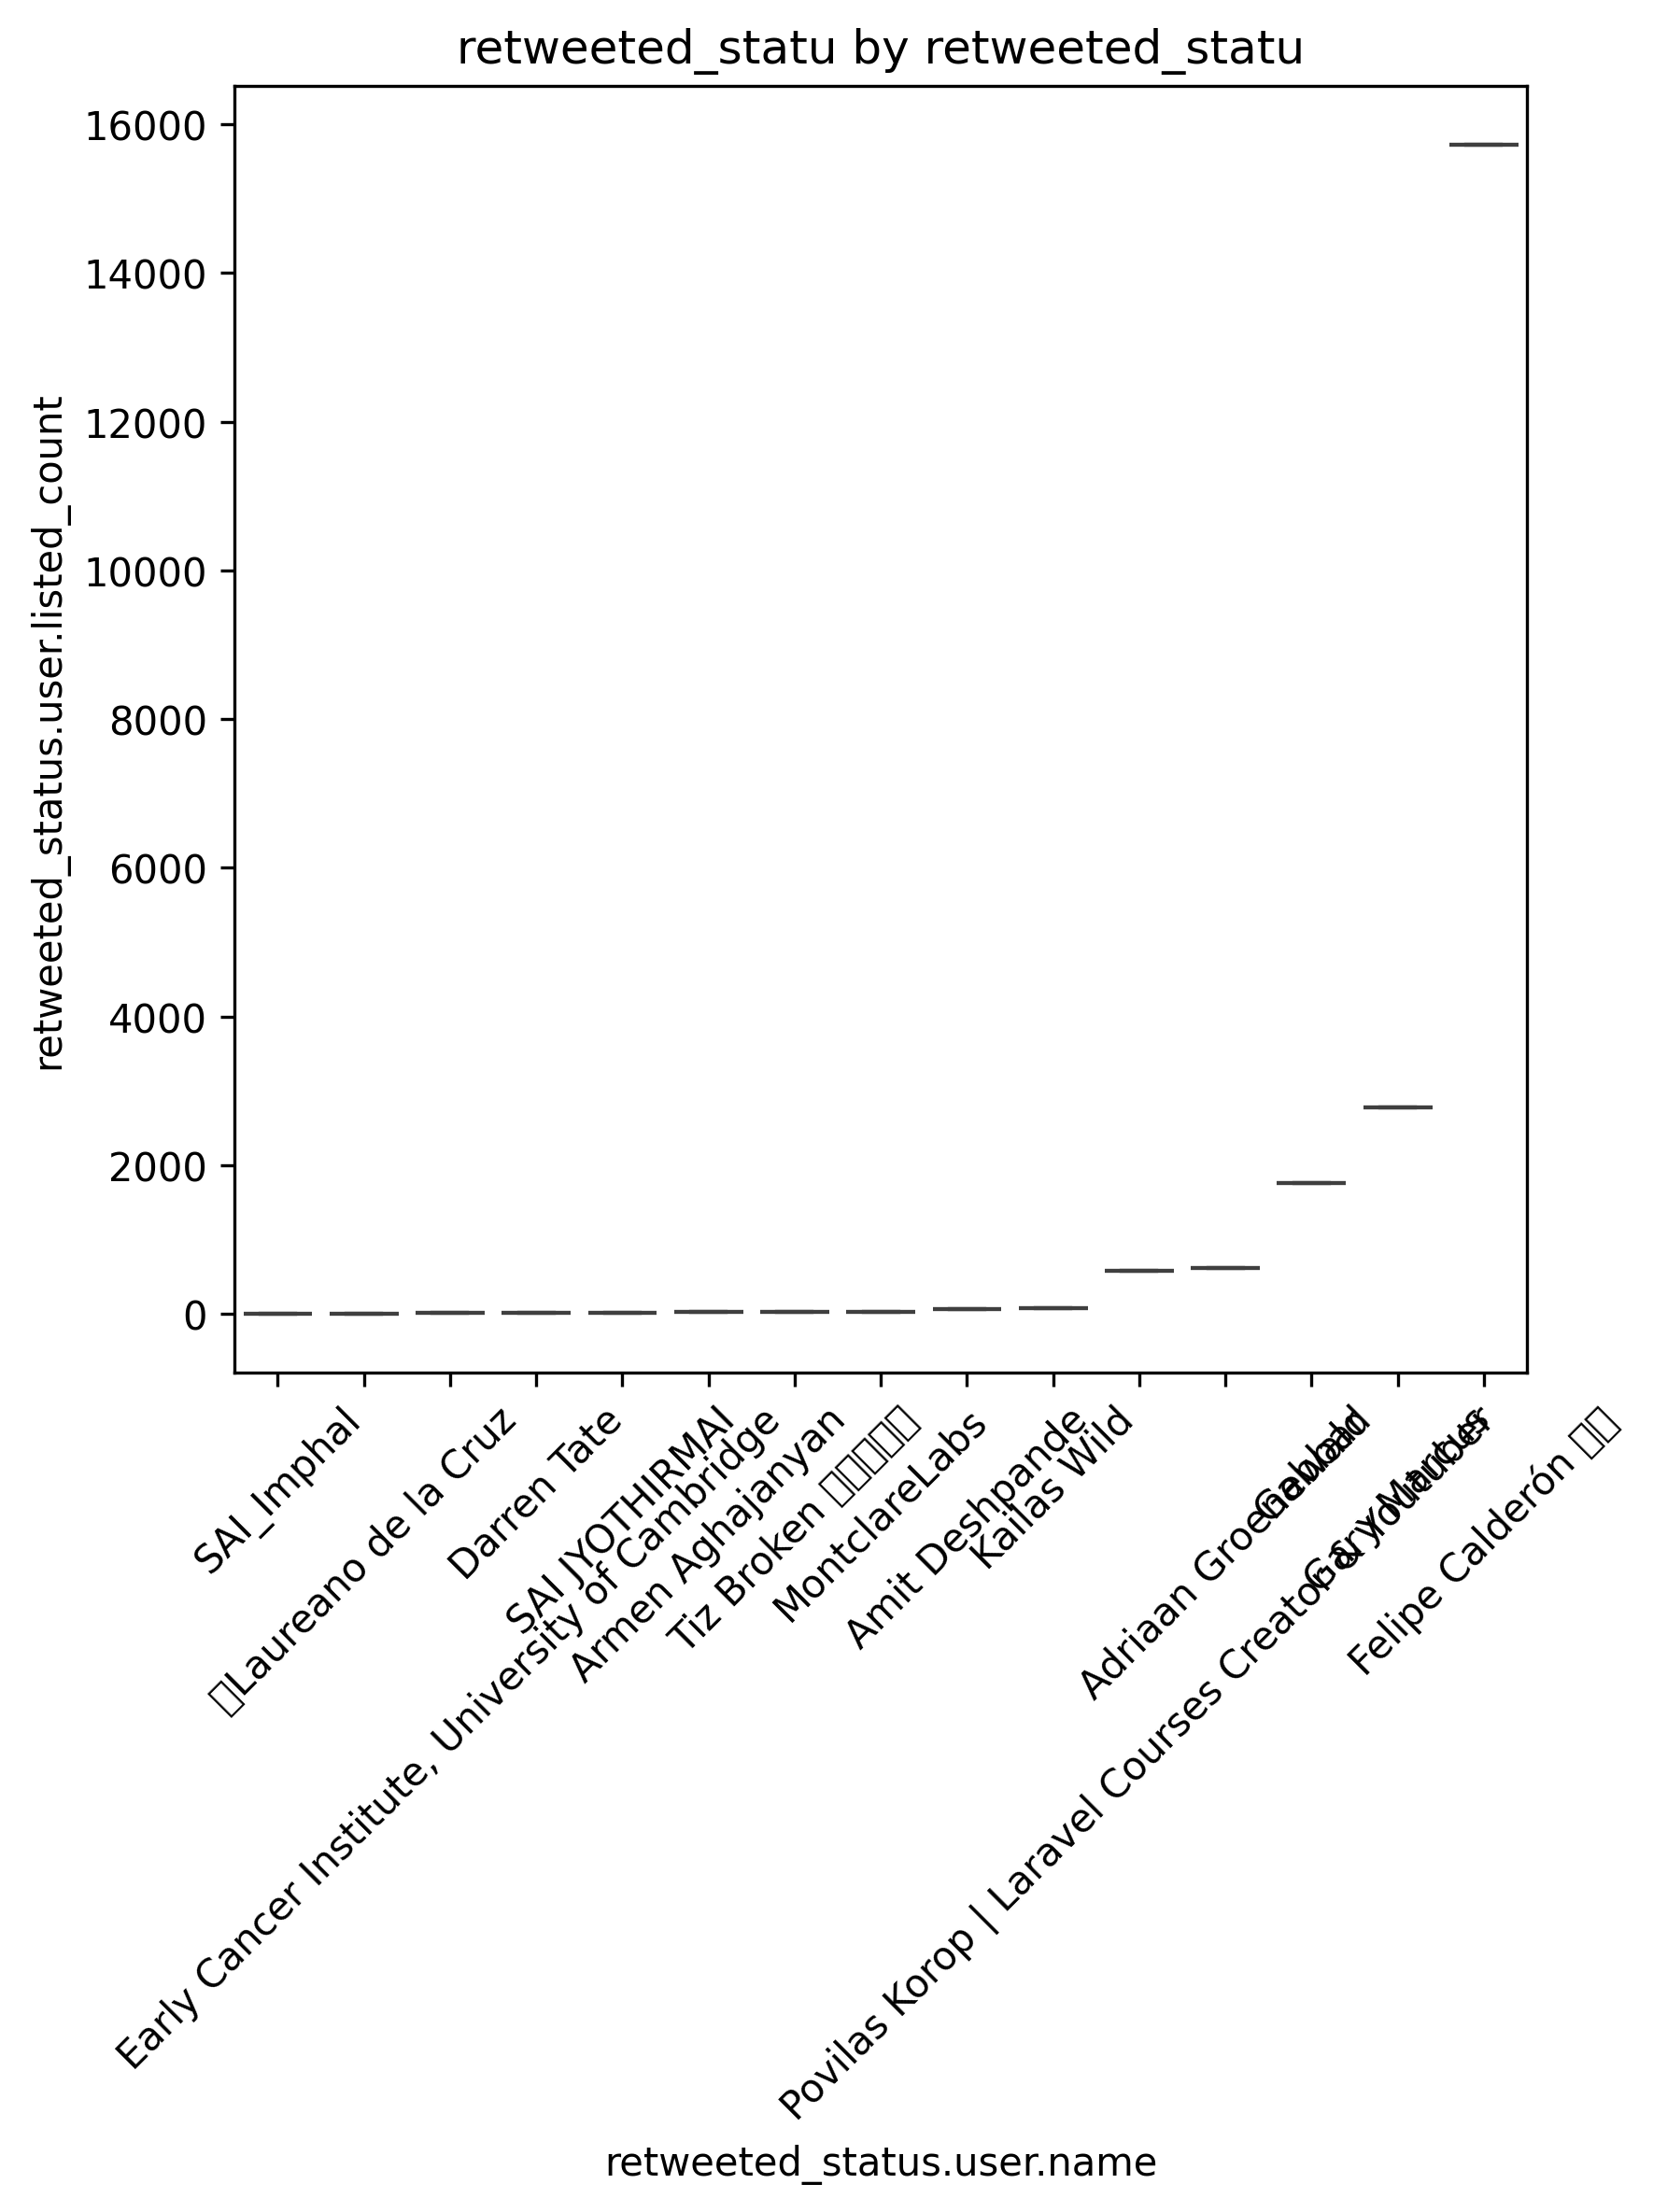 retweeted_statu by retweeted_statu
16000
14000
12000
10000
8000
6000
4000
2000
0
retweeted_status.user.listed_count
SAI_Imphal
Laureano de la Cruz
Early Cancer Institute, University of Cambridge
Darren Tate
SAI JYOTHIRMAI
Armen Aghajanyan
Tiz Broken
MontclareLabs
Amit Deshpande
Kailas Wild
Povilas Korop | Laravel Courses Creator & Youtuber
Adriaan Groenewald
Gary Marcus
Felipe Calderón
retweeted_status.user.name